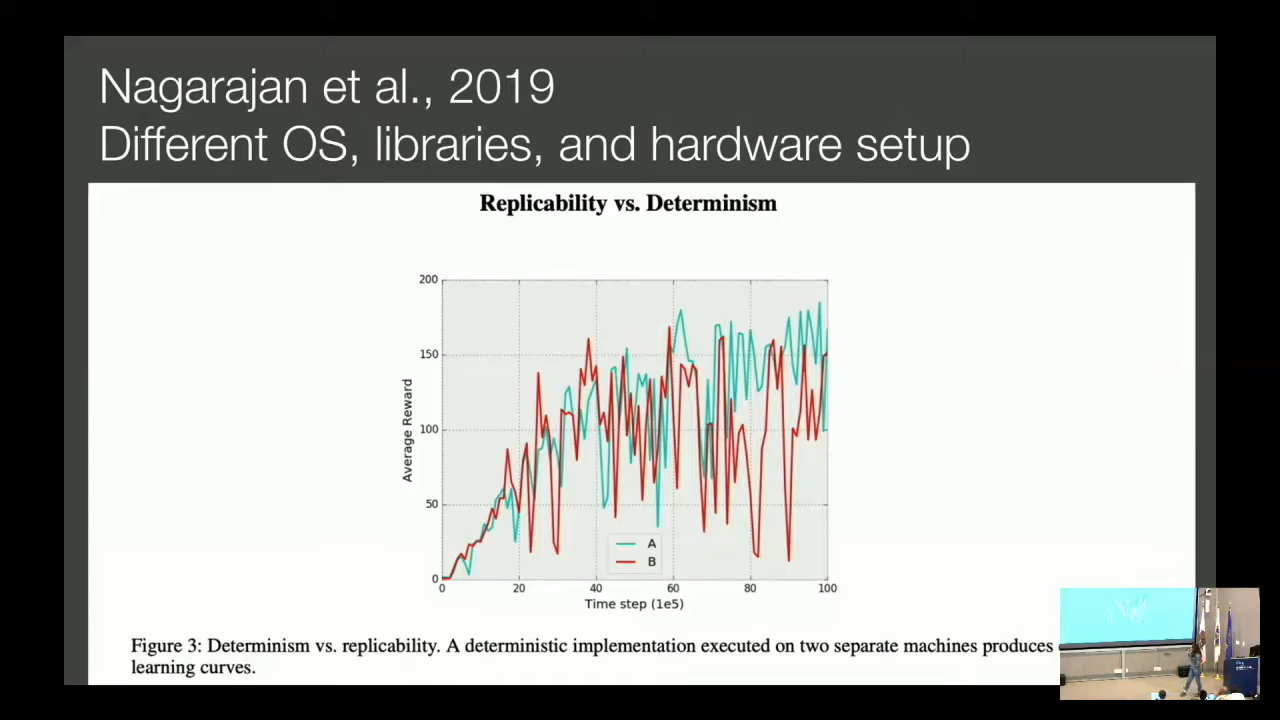 Nagarajan et al., 2019
Different OS, libraries, and hardware setup
Replicability vs. Determinism
200
150
100
50
0
Average Reward
A
B
0 20 40 60 80 100
Time step (1e5)
Figure 3: Determinism vs. replicability. A deterministic implementation executed on two separate machines produces
learning curves.